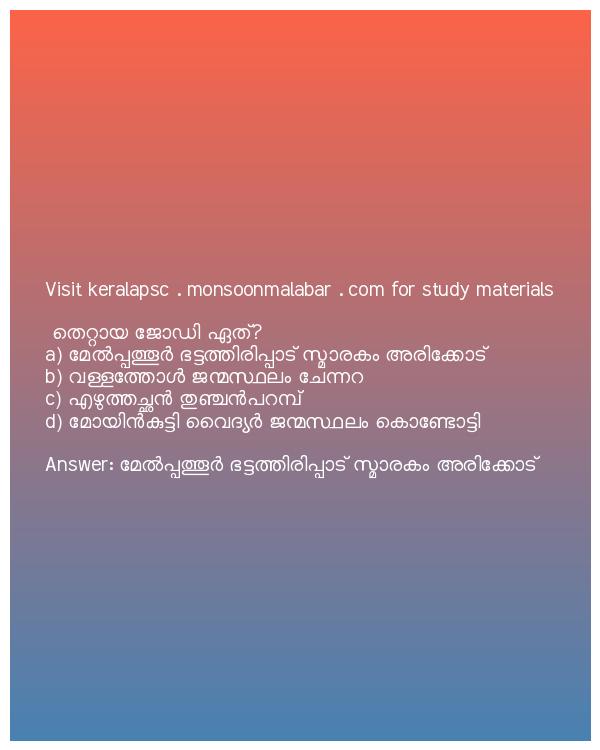 Visit keralapsc . monsoonmalabar . com for study materials
തെറ്റായ ജോഡി ഏത്?
a) മേൽപ്പത്തൂർ ഭട്ടത്തിരിപ്പാട് സ്മാരകം അരിക്കോട്
b) വള്ളത്തോൾ ജന്മസ്ഥലം ചേന്നറ
c) എഴുത്തച്ഛൻ തുഞ്ചൻപറമ്പ്
d) മോയിൻകുട്ടി വൈദ്യർ ജന്മസ്ഥലം കൊണ്ടോട്ടി
Answer: മേൽപ്പത്തൂർ ഭട്ടത്തിരിപ്പാട് സ്മാരകം അരിക്കോട്